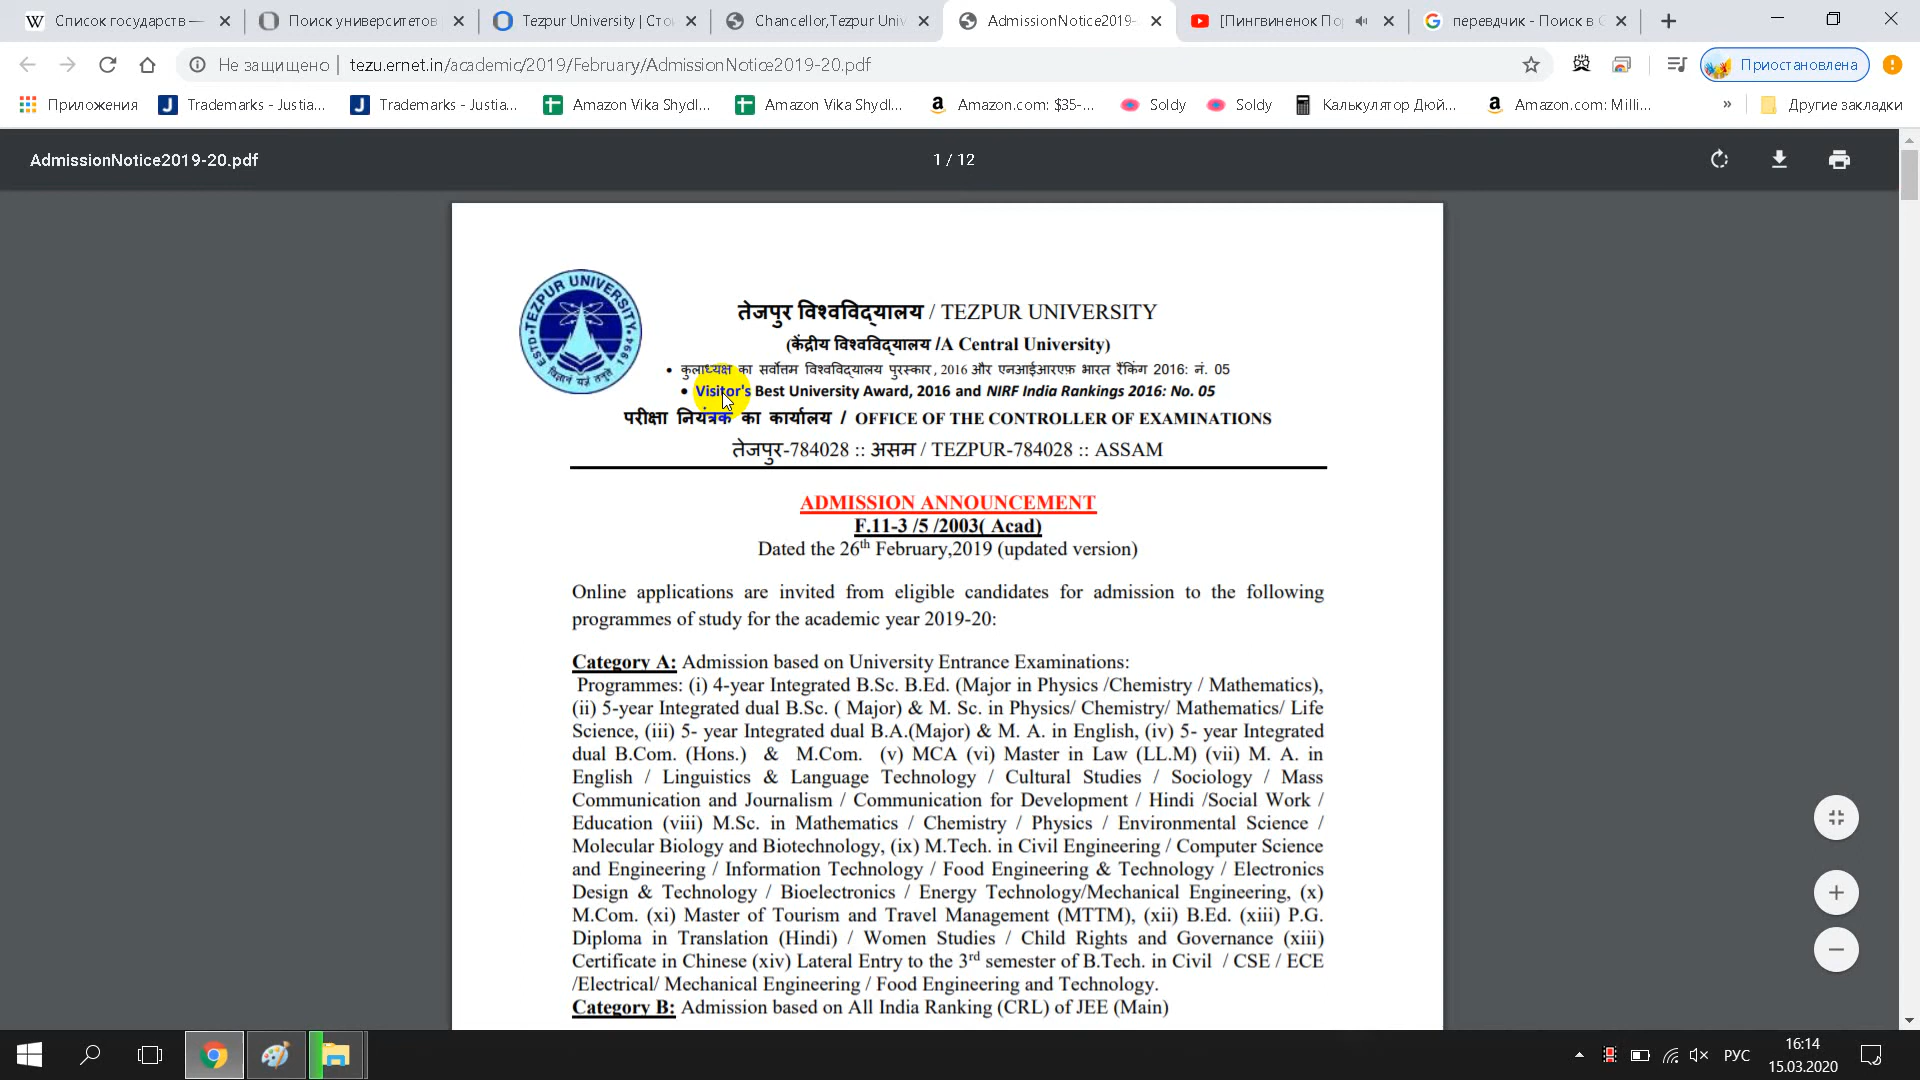 Список государств —
Поиск университетов
Tezpur University | Сто
Chancellor,Tezpur Univ
AdmissionNotice2019-
[Пингвиненок По
перевдчик - Поиск в G
Не защищено | tezu.ernet.in/academic/2019/February/AdmissionNotice2019-20.pdf
Приостановлена
Приложения
Trademarks - Justia...
Trademarks - Justia...
Amazon Vika Shydl...
Amazon Vika Shydl...
Amazon.com: $35-...
Soldy
Soldy
Калькулятор Дюй...
Amazon.com: Milli...
»
Другие закладки
AdmissionNotice2019-20.pdf
1 / 12
TEZPUR UNIVERSITY
ESTD 1994
विज्ञानं यज्ञं तनुते
तेजपुर विश्वविद्यालय / TEZPUR UNIVERSITY
(केंद्रीय विश्वविद्यालय /A Central University)
• कुलाध्यक्ष का सर्वोत्तम विश्वविद्यालय पुरस्कार, 2016 और एनआईआरएफ़ भारत रैंकिंग 2016: नं. 05
• Visitor's Best University Award, 2016 and NIRF India Rankings 2016: No. 05
परीक्षा नियंत्रक का कार्यालय / OFFICE OF THE CONTROLLER OF EXAMINATIONS
तेजपुर-784028 :: असम / TEZPUR-784028 :: ASSAM
ADMISSION ANNOUNCEMENT
F.11-3 /5 /2003( Acad)
Dated the 26th February,2019 (updated version)
Online applications are invited from eligible candidates for admission to the following
programmes of study for the academic year 2019-20:
Category A: Admission based on University Entrance Examinations:
Programmes: (i) 4-year Integrated B.Sc. B.Ed. (Major in Physics /Chemistry / Mathematics),
(ii) 5-year Integrated dual B.Sc. ( Major) & M. Sc. in Physics/ Chemistry/ Mathematics/ Life
Science, (iii) 5- year Integrated dual B.A.(Major) & M. A. in English, (iv) 5- year Integrated
dual B.Com. (Hons.) & M.Com. (v) MCA (vi) Master in Law (LL.M) (vii) M. A. in
English / Linguistics & Language Technology / Cultural Studies / Sociology / Mass
Communication and Journalism / Communication for Development / Hindi /Social Work /
Education (viii) M.Sc. in Mathematics / Chemistry / Physics / Environmental Science /
Molecular Biology and Biotechnology, (ix) M.Tech. in Civil Engineering / Computer Science
and Engineering / Information Technology / Food Engineering & Technology / Electronics
Design & Technology / Bioelectronics / Energy Technology/Mechanical Engineering, (x)
M.Com. (xi) Master of Tourism and Travel Management (MTTM), (xii) B.Ed. (xiii) P.G.
Diploma in Translation (Hindi) / Women Studies / Child Rights and Governance (xiii)
Certificate in Chinese (xiv) Lateral Entry to the 3rd semester of B.Tech. in Civil / CSE / ECE
/Electrical/ Mechanical Engineering / Food Engineering and Technology.
Category B: Admission based on All India Ranking (CRL) of JEE (Main)
РУС
16:14
15.03.2020